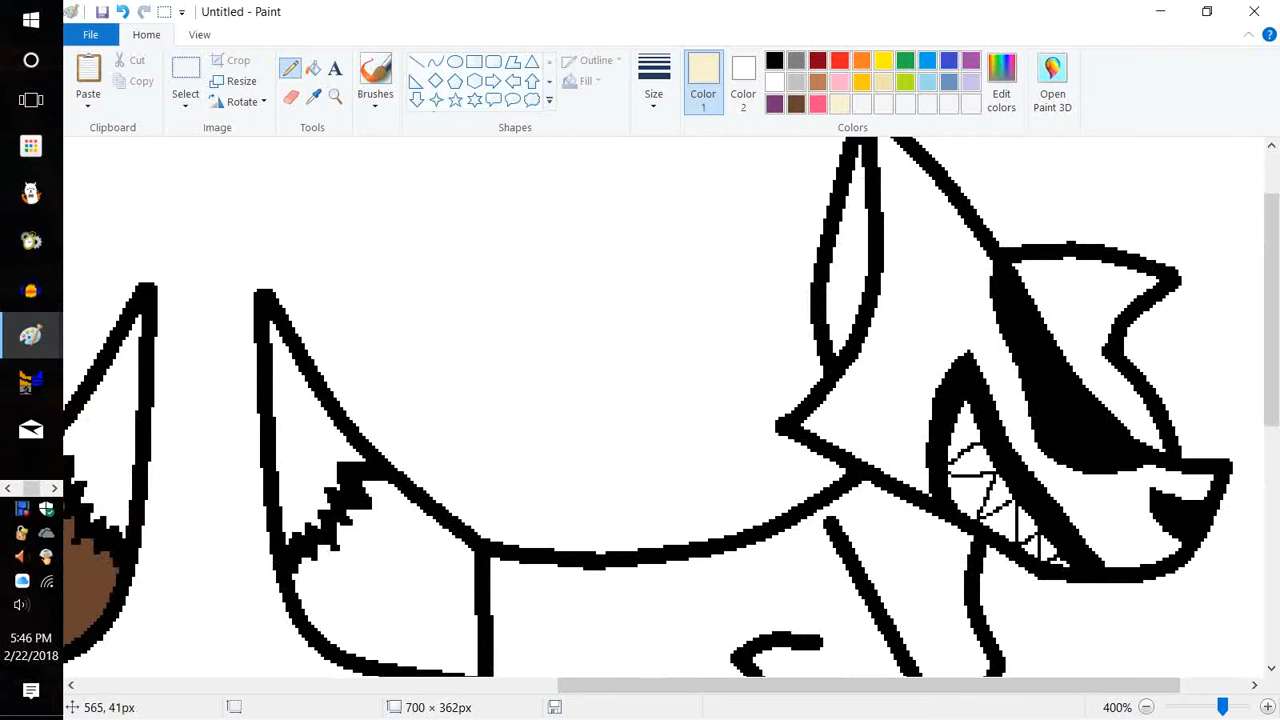 Untitled - Paint
File Home View
Paste
Cut
Copy
Clipboard
Select
Crop
Resize
Rotate
Image
Tools
Brushes
Shapes
Outline
Fill
Size
Color 1
Color 2
Edit colors
Colors
Open Paint 3D
5:46 PM
2/22/2018
565, 41px
700 × 362px
400%